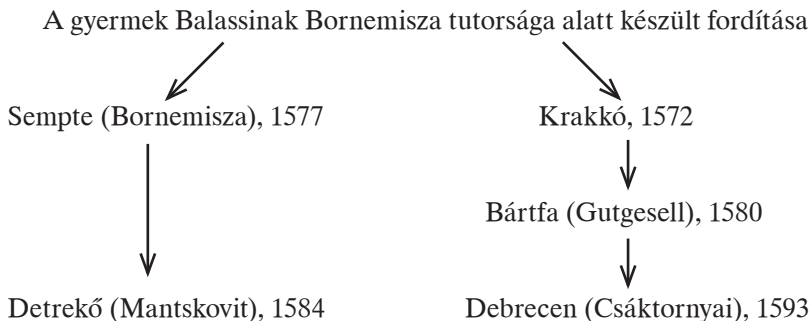 A gyermek Balassinak Bornemisza tutorsága alatt készült fordítása
Sempte (Bornemisza), 1577
Krakkó, 1572
Bártfa (Gutgesell), 1580
Detrekő (Mantskovit), 1584
Debrecen (Csáktornyai), 1593